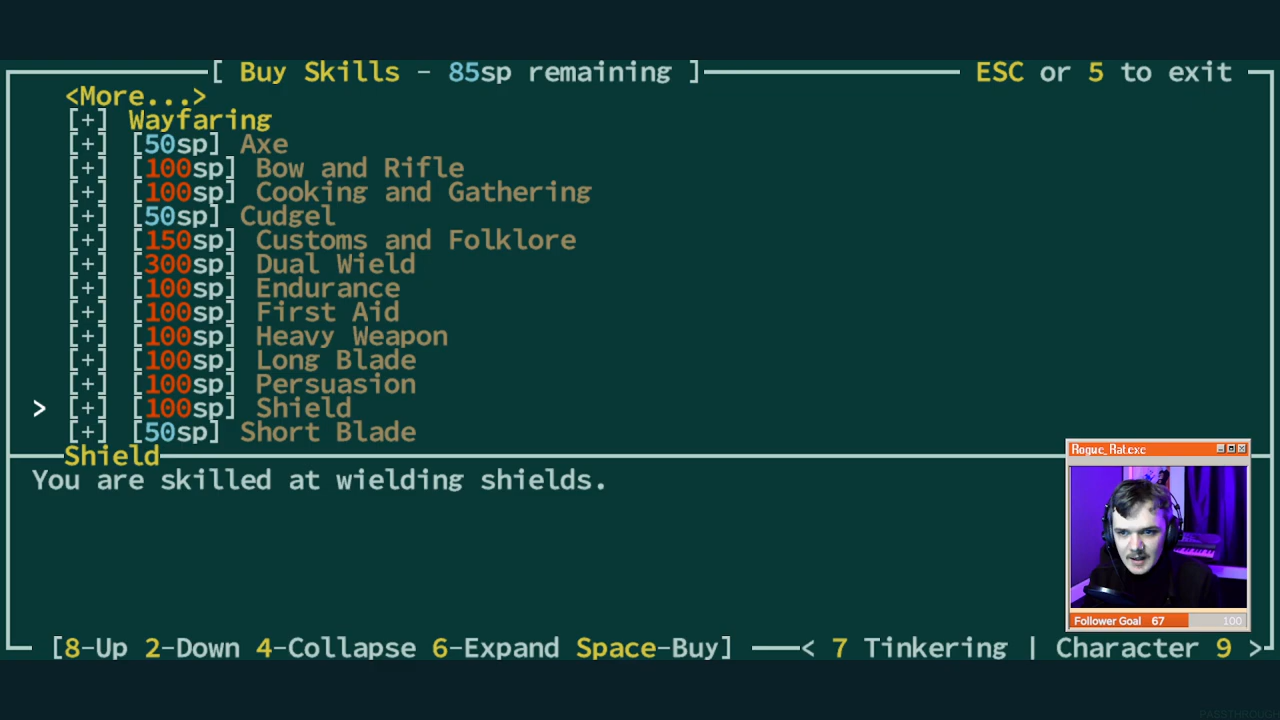 [ Buy Skills – 85sp remaining ] ESC or 5 to exit
<More...>
[+] Wayfaring
[+] [50sp] Axe
[+] [100sp] Bow and Rifle
[+] [100sp] Cooking and Gathering
[+] [50sp] Cudgel
[+] [150sp] Customs and Folklore
[+] [300sp] Dual Wield
[+] [100sp] Endurance
[+] [100sp] First Aid
[+] [100sp] Heavy Weapon
[+] [100sp] Long Blade
[+] [100sp] Persuasion
> [+] [100sp] Shield
[+] [50sp] Short Blade
Shield
You are skilled at wielding shields.
Rogue_Rat.exe
Follower Goal 67 100
[8-Up 2-Down 4-Collapse 6-Expand Space-Buy] < 7 Tinkering | Character 9 >